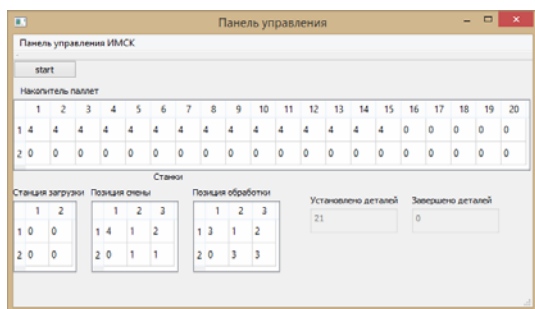 Панель управления
Панель управления ИМСК
start
Накопитель паллет
1 2 3 4 5 6 7 8 9 10 11 12 13 14 15 16 17 18 19 20
1 4 4 4 4 4 4 4 4 4 4 4 4 4 4 4 0 0 0 0 0
2 0 0 0 0 0 0 0 0 0 0 0 0 0 0 0 0 0 0 0 0
Станки
Станция загрузки Позиция смены Позиция обработки Установлено деталей Завершено деталей
1 2 1 2 3 1 2 3 21 0
1 0 0 1 4 1 2 1 3 1 2
2 0 0 2 0 1 1 2 0 3 3